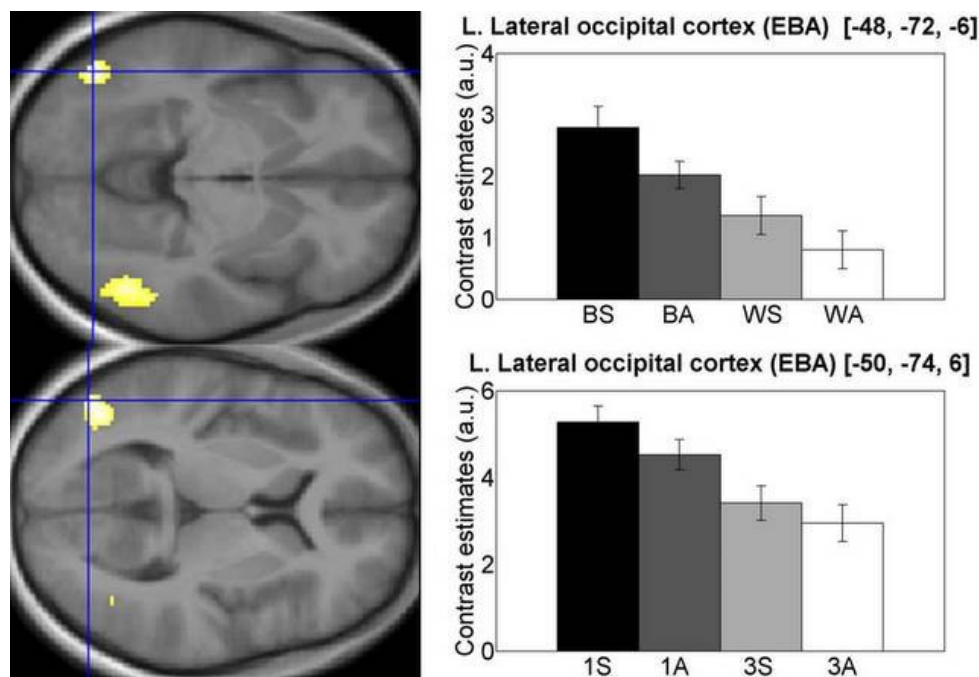 L. Lateral occipital cortex (EBA) [-48, -72, -6]
Contrast estimates (a.u.)
4
3
2
1
0
BS BA WS WA
L. Lateral occipital cortex (EBA) [-50, -74, 6]
Contrast estimates (a.u.)
6
4
2
0
1S 1A 3S 3A